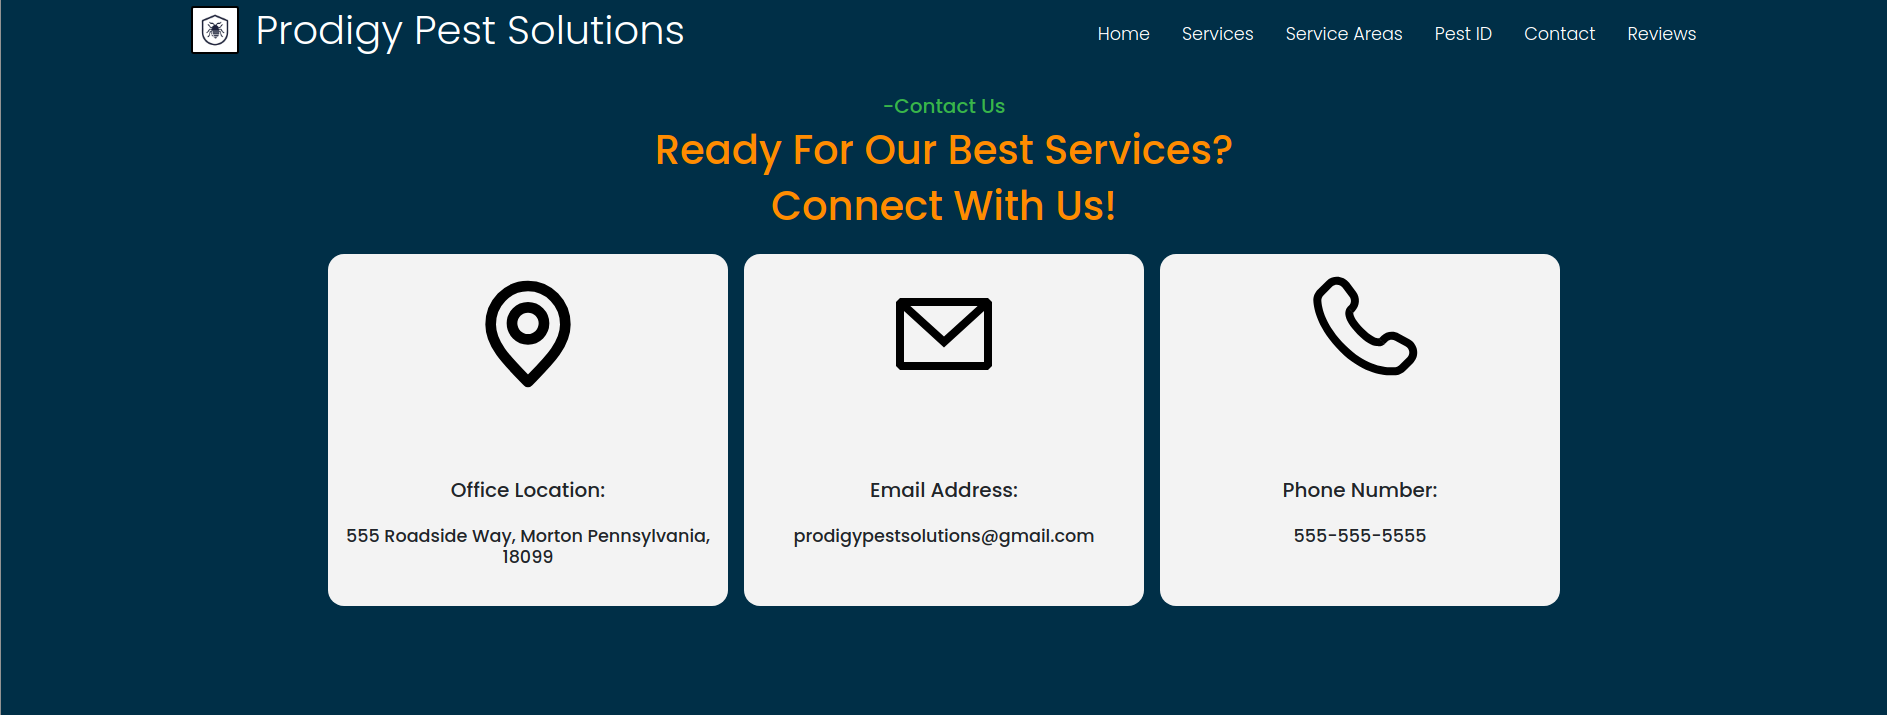 Prodigy Pest Solutions
Home Services Service Areas Pest ID Contact Reviews
-Contact Us
Ready For Our Best Services?
Connect With Us!
Office Location:
555 Roadside Way, Morton Pennsylvania,
18099
Email Address:
prodigypestsolutions@gmail.com
Phone Number:
555-555-5555